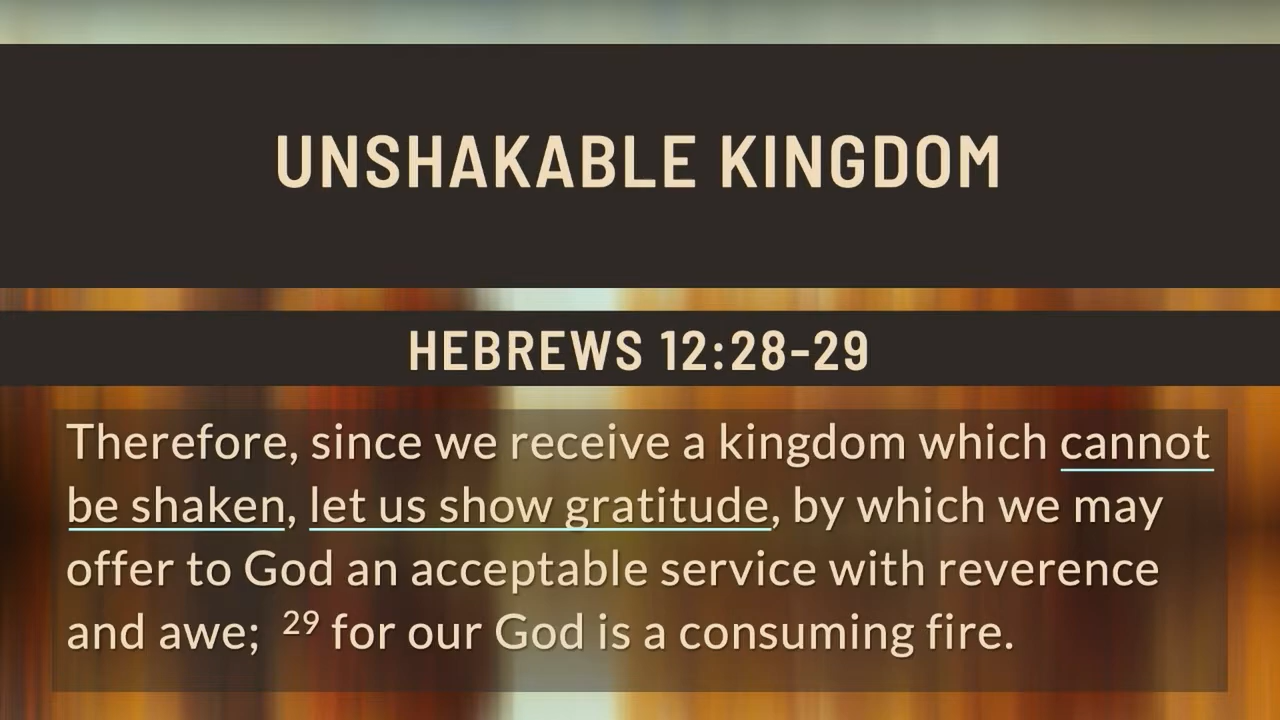 UNSHAKABLE KINGDOM
HEBREWS 12:28-29
Therefore, since we receive a kingdom which cannot
be shaken, let us show gratitude, by which we may
offer to God an acceptable service with reverence
and awe; 29 for our God is a consuming fire.